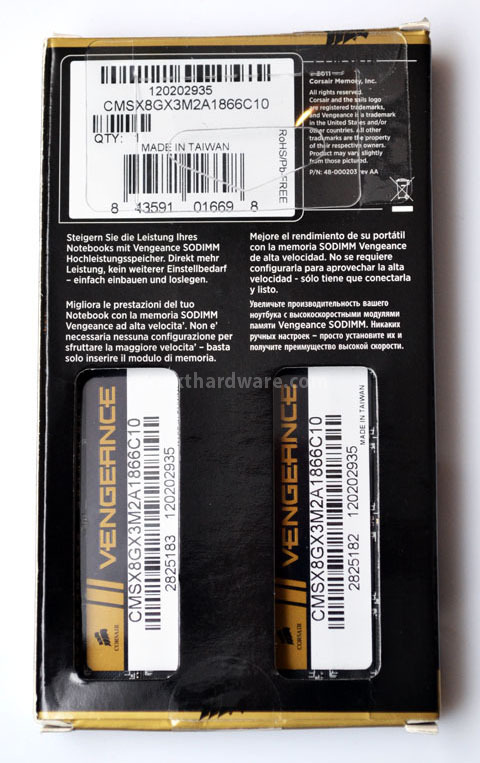 120202935
CMSX8GX3M2A1866C10
QTY: 1
MADE IN TAIWAN
8 43591 01669 8
RoHS/Pb-FREE
Corsair Memory, Inc.
All rights reserved.
Corsair and the sails logo
are registered trademarks,
and Vengeance is a trademark
in the United States and/or
other countries. All other
trademarks are the property
of their respective owners.
Product may vary slightly
from those pictured.
P/N: 48-000203 rev AA
Steigern Sie die Leistung Ihres
Notebooks mit Vengeance SODIMM
Hochleistungsspeicher. Direkt mehr
Leistung, kein weiterer Einstellbedarf
– einfach einbauen und loslegen.
Mejore el rendimiento de su portátil
con la memoria SODIMM Vengeance
de alta velocidad. No se requiere
configurarla para aprovechar la alta
velocidad - sólo tiene que conectarla
y listo.
Migliora le prestazioni del tuo
Notebook con la memoria SODIMM
Vengeance ad alta velocita'. Non e'
necessaria nessuna configurazione per
sfruttare la maggiore velocita' – basta
solo inserire il modulo di memoria.
Увеличьте производительность вашего
ноутбука с высокоскоростными модулями
памяти Vengeance SODIMM. Никаких
ручных настроек – просто установите их и
получите преимущество высокой скорости.
VENGEANCE
CORSAIR
CMSX8GX3M2A1866C10
2825183 120202935
VENGEANCE
CORSAIR
CMSX8GX3M2A1866C10
2825182 120202935
MADE IN TAIWAN